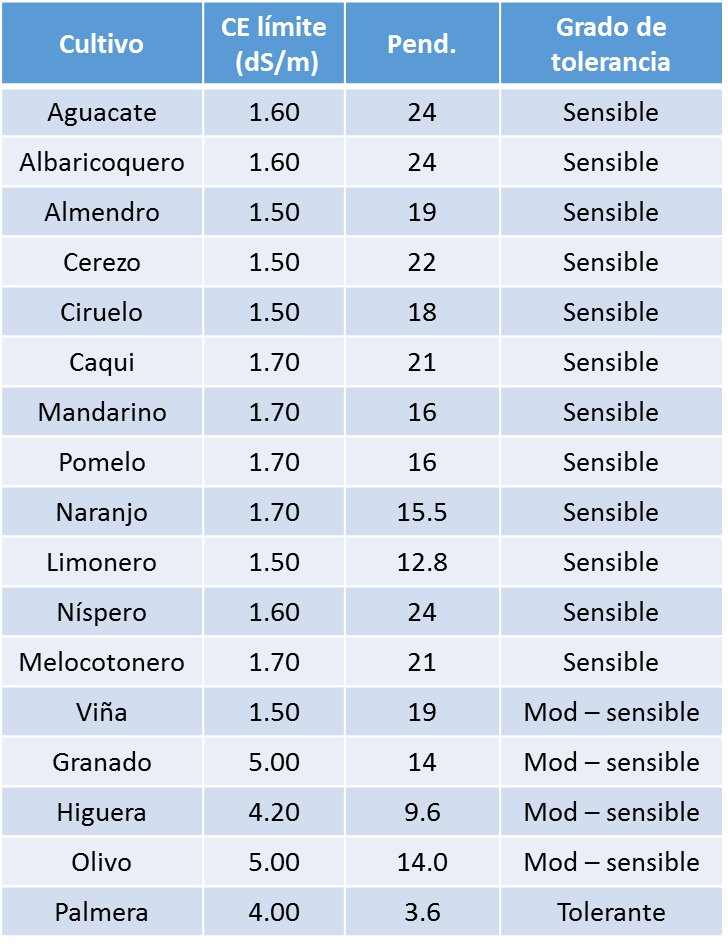 Cultivo CE límite (dS/m) Pend. Grado de tolerancia
Aguacate 1.60 24 Sensible
Albaricoquero 1.60 24 Sensible
Almendro 1.50 19 Sensible
Cerezo 1.50 22 Sensible
Ciruelo 1.50 18 Sensible
Caqui 1.70 21 Sensible
Mandarino 1.70 16 Sensible
Pomelo 1.70 16 Sensible
Naranjo 1.70 15.5 Sensible
Limonero 1.50 12.8 Sensible
Níspero 1.60 24 Sensible
Melocotonero 1.70 21 Sensible
Viña 1.50 19 Mod – sensible
Granado 5.00 14 Mod – sensible
Higuera 4.20 9.6 Mod – sensible
Olivo 5.00 14.0 Mod – sensible
Palmera 4.00 3.6 Tolerante